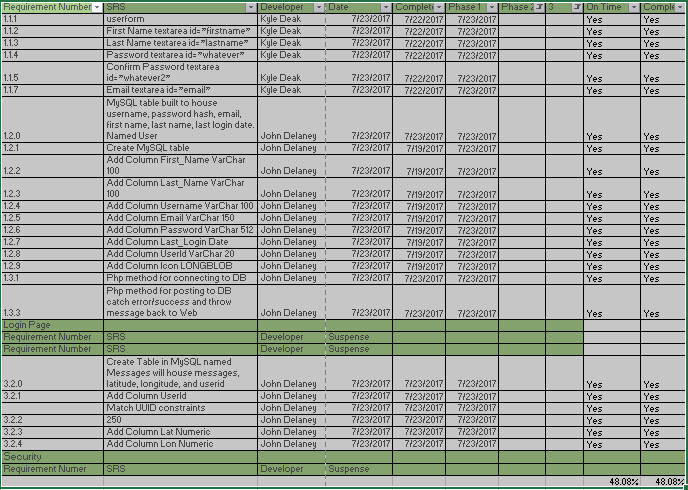 Requirement Number SRS Developer Date Complete Phase 1 Phase 2 3 On Time Comple
1.1.1 userform Kyle Deak 7/23/2017 7/22/2017 7/23/2017 Yes Yes
1.1.2 First Name textarea id="firstname" Kyle Deak 7/23/2017 7/22/2017 7/23/2017 Yes Yes
1.1.3 Last Name textarea id="lastname" Kyle Deak 7/23/2017 7/22/2017 7/23/2017 Yes Yes
1.1.4 Password textarea id="whatever" Kyle Deak 7/23/2017 7/22/2017 7/23/2017 Yes Yes
Confirm Password textarea
1.1.5 id="whatever2" Kyle Deak 7/23/2017 7/22/2017 7/23/2017 Yes Yes
1.1.7 Email textarea id="email" Kyle Deak 7/23/2017 7/22/2017 7/23/2017 Yes Yes
MySQL table built to house
username, password hash, email,
first name, last name, last login date.
1.2.0 Named User John Delaney 7/23/2017 7/23/2017 7/23/2017 Yes Yes
1.2.1 Create MySQL table John Delaney 7/23/2017 7/19/2017 7/23/2017 Yes Yes
Add Column First_Name VarChar
1.2.2 100 John Delaney 7/23/2017 7/19/2017 7/23/2017 Yes Yes
Add Column Last_Name VarChar
1.2.3 100 John Delaney 7/23/2017 7/19/2017 7/23/2017 Yes Yes
1.2.4 Add Column Username VarChar 100 John Delaney 7/23/2017 7/19/2017 7/23/2017 Yes Yes
1.2.5 Add Column Email VarChar 150 John Delaney 7/23/2017 7/19/2017 7/23/2017 Yes Yes
1.2.6 Add Column Password VarChar 512 John Delaney 7/23/2017 7/19/2017 7/23/2017 Yes Yes
1.2.7 Add Column Last_Login Date John Delaney 7/23/2017 7/19/2017 7/23/2017 Yes Yes
1.2.8 Add Column UserId VarChar 20 John Delaney 7/23/2017 7/19/2017 7/23/2017 Yes Yes
1.2.9 Add Column Icon LONGBLOB John Delaney 7/23/2017 7/19/2017 7/23/2017 Yes Yes
1.3.1 Php method for connecting to DB John Delaney 7/23/2017 7/23/2017 7/23/2017 Yes Yes
Php method for posting to DB
catch error/success and throw
1.3.3 message back to Web John Delaney 7/23/2017 7/23/2017 7/23/2017 Yes Yes
Login Page
Requirement Number SRS Developer Suspense
Requirement Number SRS Developer Suspense
Create Table in MySQL named
Messages will house messages,
3.2.0 latitude, longitude, and userid John Delaney 7/23/2017 7/23/2017 7/23/2017 Yes Yes
3.2.1 Add Column UserId John Delaney 7/23/2017 7/23/2017 7/23/2017 Yes Yes
Match UUID constraints John Delaney 7/23/2017 7/23/2017 7/23/2017 Yes Yes
3.2.2 250 John Delaney 7/23/2017 7/23/2017 7/23/2017 Yes Yes
3.2.3 Add Column Lat Numeric John Delaney 7/23/2017 7/23/2017 7/23/2017 Yes Yes
3.2.4 Add Column Lon Numeric John Delaney 7/23/2017 7/23/2017 7/23/2017 Yes Yes
Security
Requirement Numer SRS Developer Suspense
48.08% 48.08%